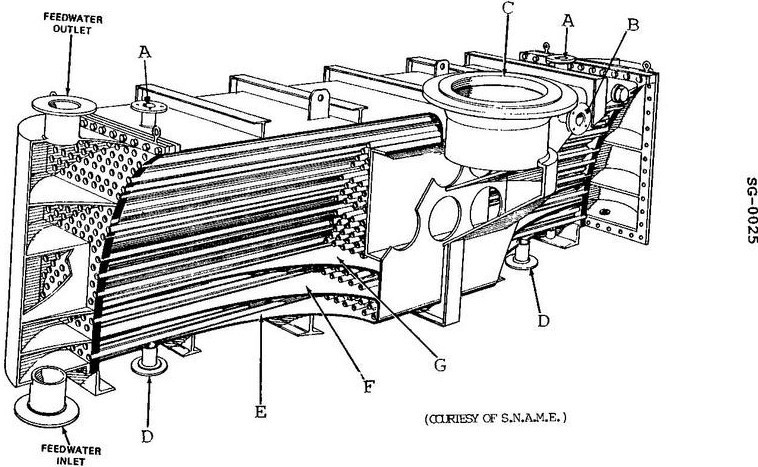 FEEDWATER
OUTLET
A
C
A
B
SG-0025
D
G
F
E
D
(COURTESY OF S.N.A.M.E.)
FEEDWATER
INLET